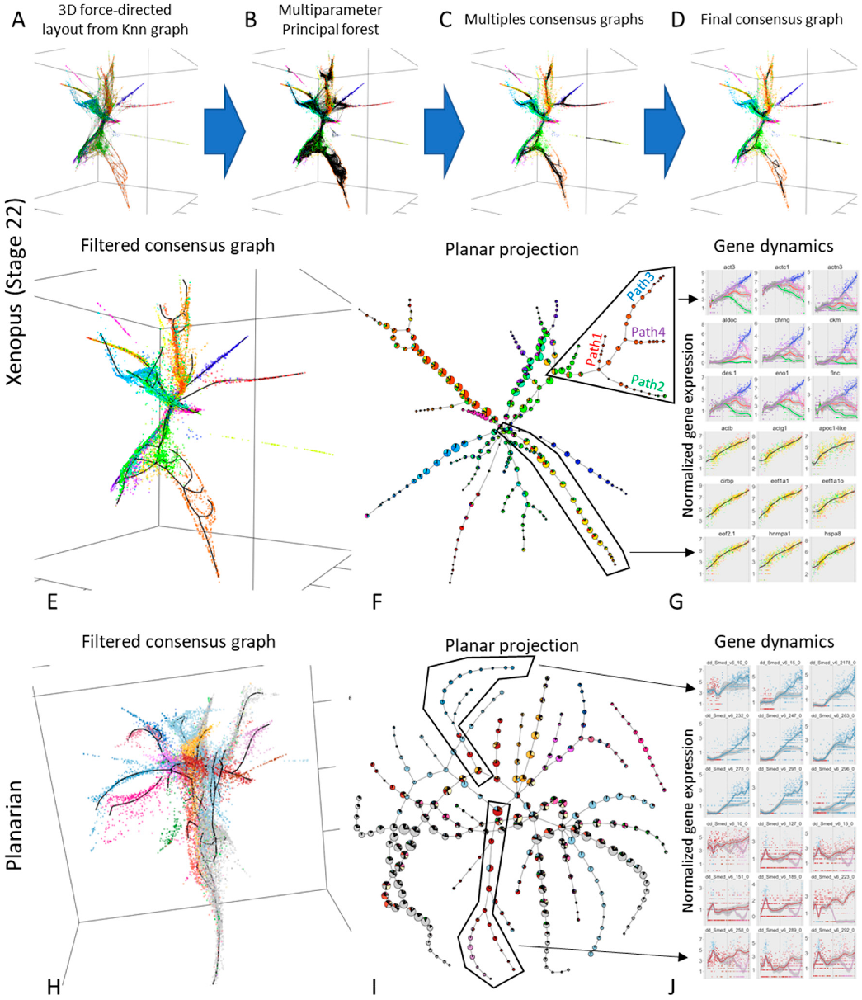 A
3D force-directed
layout from Knn graph
B
Multiparameter
Principal forest
C
Multiples consensus graphs
D
Final consensus graph
Xenopus (Stage 22)
Filtered consensus graph
Planar projection
Gene dynamics
Path3
Path4
Path1
Path2
Normalized gene expression
act3
actc1
actn3
aldoc
chrng
ckm
des.1
eno1
flnc
actb
actg1
apoc1-like
cirbp
eef1a1
eef1a1o
eef2.1
hnrnpa1
hspa8
E
F
G
Planarian
Filtered consensus graph
Planar projection
Gene dynamics
Normalized gene expression
dd_Smed_v6_10_0
dd_Smed_v6_15_0
dd_Smed_v6_2178_0
dd_Smed_v6_232_0
dd_Smed_v6_247_0
dd_Smed_v6_263_0
dd_Smed_v6_278_0
dd_Smed_v6_291_0
dd_Smed_v6_296_0
dd_Smed_v6_10_0
dd_Smed_v6_127_0
dd_Smed_v6_15_0
dd_Smed_v6_151_0
dd_Smed_v6_186_0
dd_Smed_v6_223_0
dd_Smed_v6_258_0
dd_Smed_v6_289_0
dd_Smed_v6_292_0
H
I
J